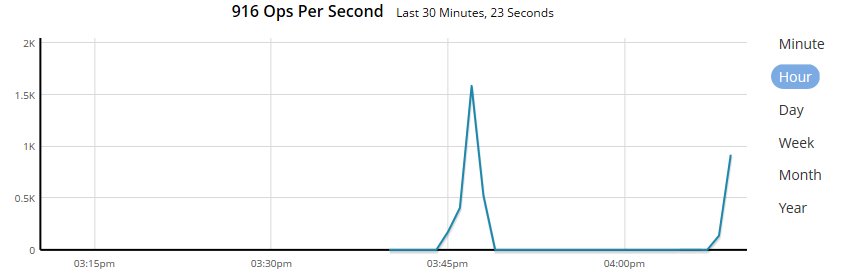 916 Ops Per Second Last 30 Minutes, 23 Seconds
2K
1.5K
1K
0.5K
0
03:15pm 03:30pm 03:45pm 04:00pm
Minute
Hour
Day
Week
Month
Year